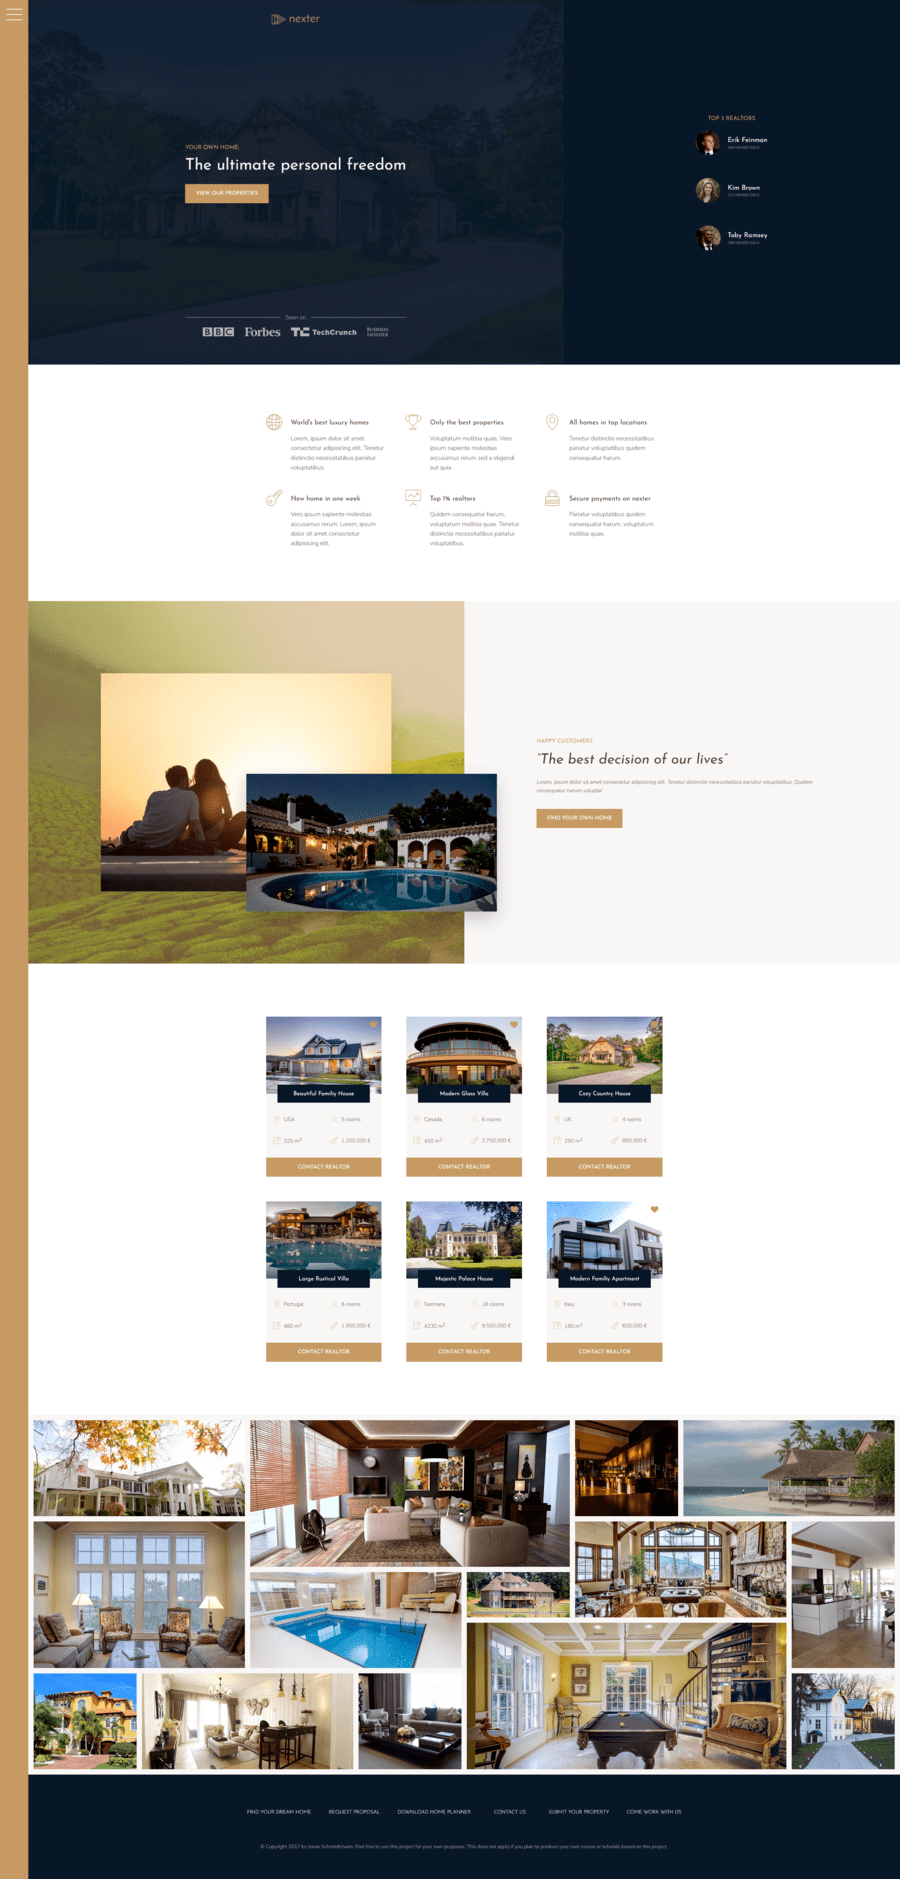 nexter
YOUR OWN HOME:
The ultimate personal freedom
VIEW OUR PROPERTIES
Seen on
BBC
Forbes
TechCrunch
BUSINESS
INSIDER
TOP 3 REALTORS
Erik Feinman
Kim Brown
Toby Ramsey
World's best luxury homes
Lorem, ipsum dolor sit amet
consectetur adipisicing elit. Tenetur
distinctio necessitatibus pariatur
voluptatibus.
Only the best properties
Voluptatum mollitia quae. Vero
ipsum sapiente molestias
accusamus rerum sed a eligendi
aut quia.
All homes in top locations
Tenetur distinctio necessitatibus
pariatur voluptatibus quidem
consequatur harum.
New home in one week
Vero ipsum sapiente molestias
accusamus rerum. Lorem, ipsum
dolor sit amet consectetur
adipisicing elit.
Top 1% realtors
Quidem consequatur harum,
voluptatum mollitia quae. Tenetur
distinctio necessitatibus pariatur
voluptatibus.
Secure payments on nexter
Pariatur voluptatibus quidem
consequatur harum, voluptatum
mollitia quae.
HAPPY CUSTOMERS
“The best decision of our lives”
Lorem, ipsum dolor sit amet consectetur adipisicing elit. Tenetur distinctio necessitatibus pariatur voluptatibus. Quidem
consequatur harum volupta!
FIND YOUR OWN HOME
Beautiful Familiy House
USA
5 rooms
325 m²
1.200.000 €
CONTACT REALTOR
Modern Glass Villa
Canada
6 rooms
450 m²
2.750.000 €
CONTACT REALTOR
Cozy Country House
UK
4 rooms
250 m²
850.000 €
CONTACT REALTOR
Large Rustical Villa
Portugal
6 rooms
480 m²
1.950.000 €
CONTACT REALTOR
Majestic Palace House
Germany
18 rooms
4230 m²
9.500.000 €
CONTACT REALTOR
Modern Familiy Apartment
Italy
3 rooms
180 m²
600.000 €
CONTACT REALTOR
FIND YOUR DREAM HOME
REQUEST PROPOSAL
DOWNLOAD HOME PLANNER
CONTACT US
SUBMIT YOUR PROPERTY
COME WORK WITH US
© Copyright 2017 by Jonas Schmedtmann. Feel free to use this project for your own purposes. This does not apply if you plan to produce your own course or tutorials based on this project.